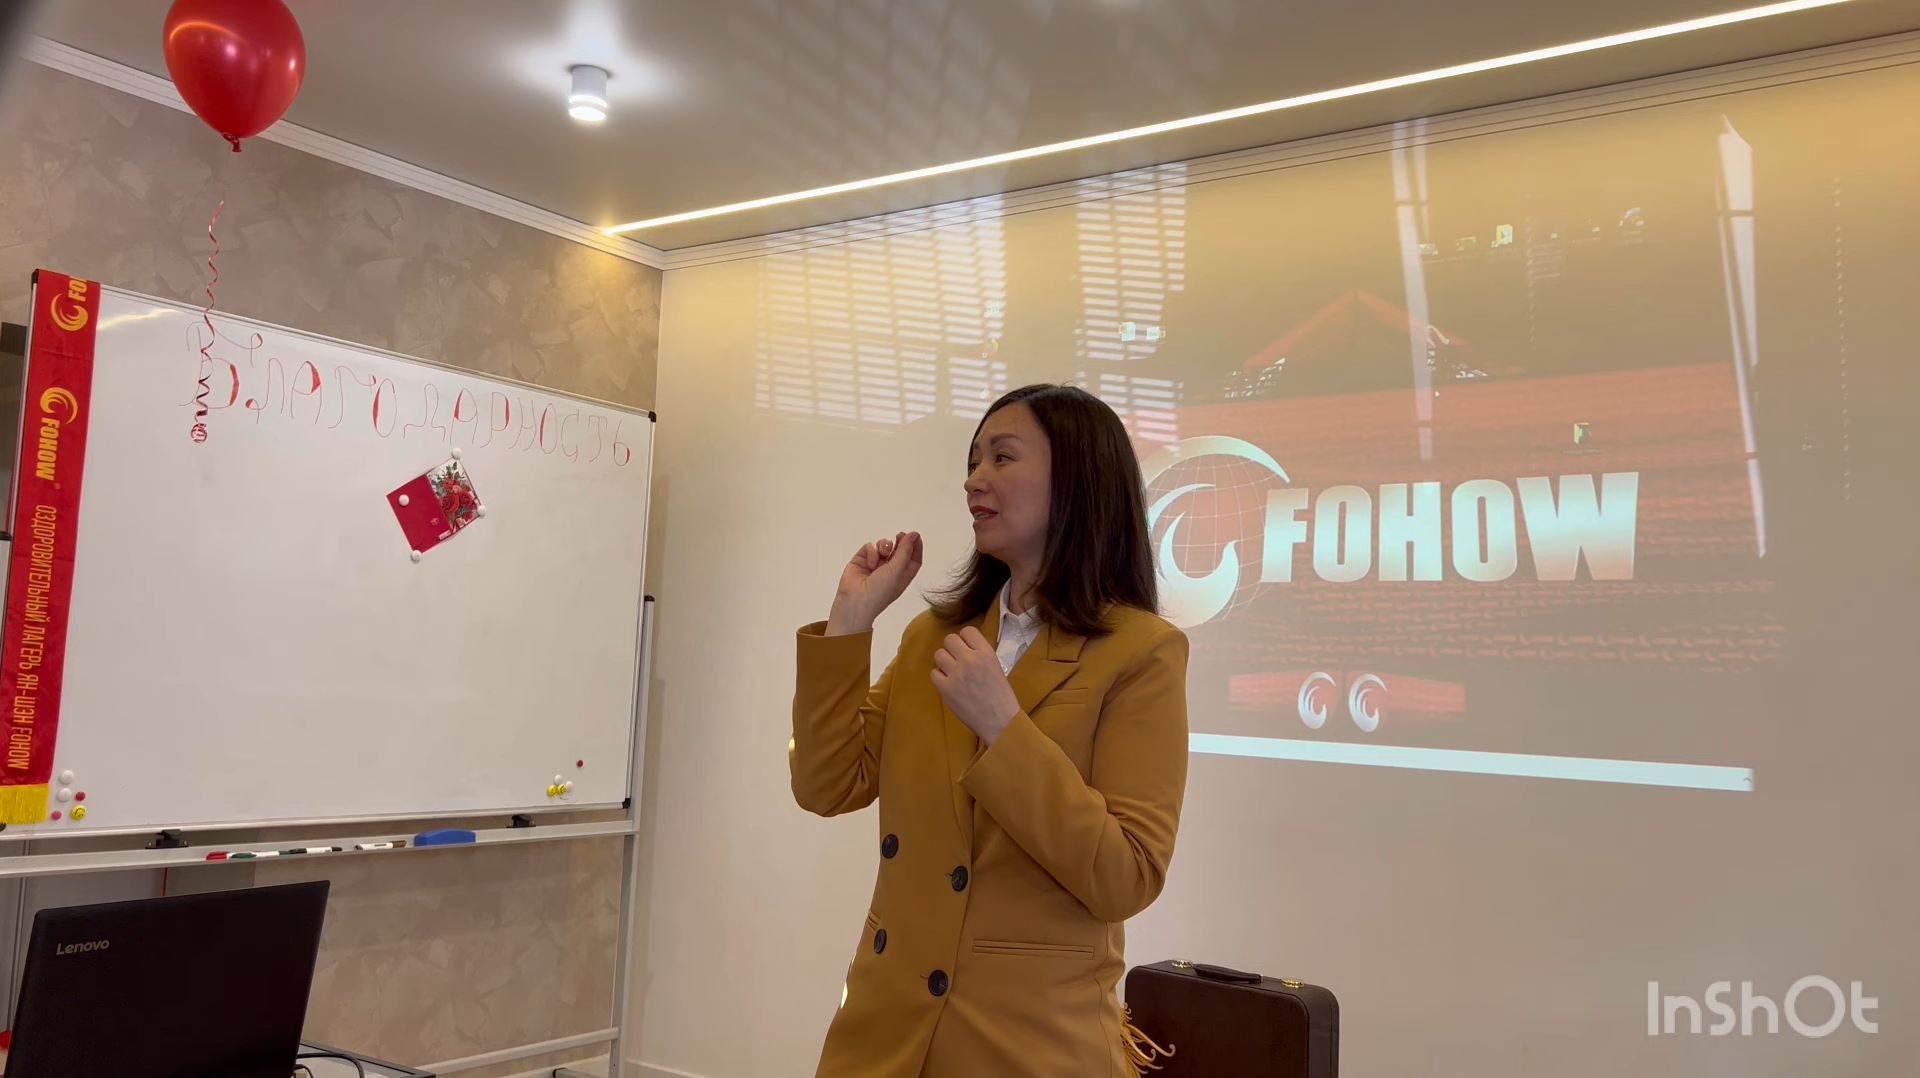 БЛАГОДАРНОСТЬ
FOHOW
FOHOW ® ОЗДОРОВИТЕЛЬНЫЙ ЛАГЕРЬ ЯН-ШЭН FOHOW
FOHOW
Lenovo
InShOt